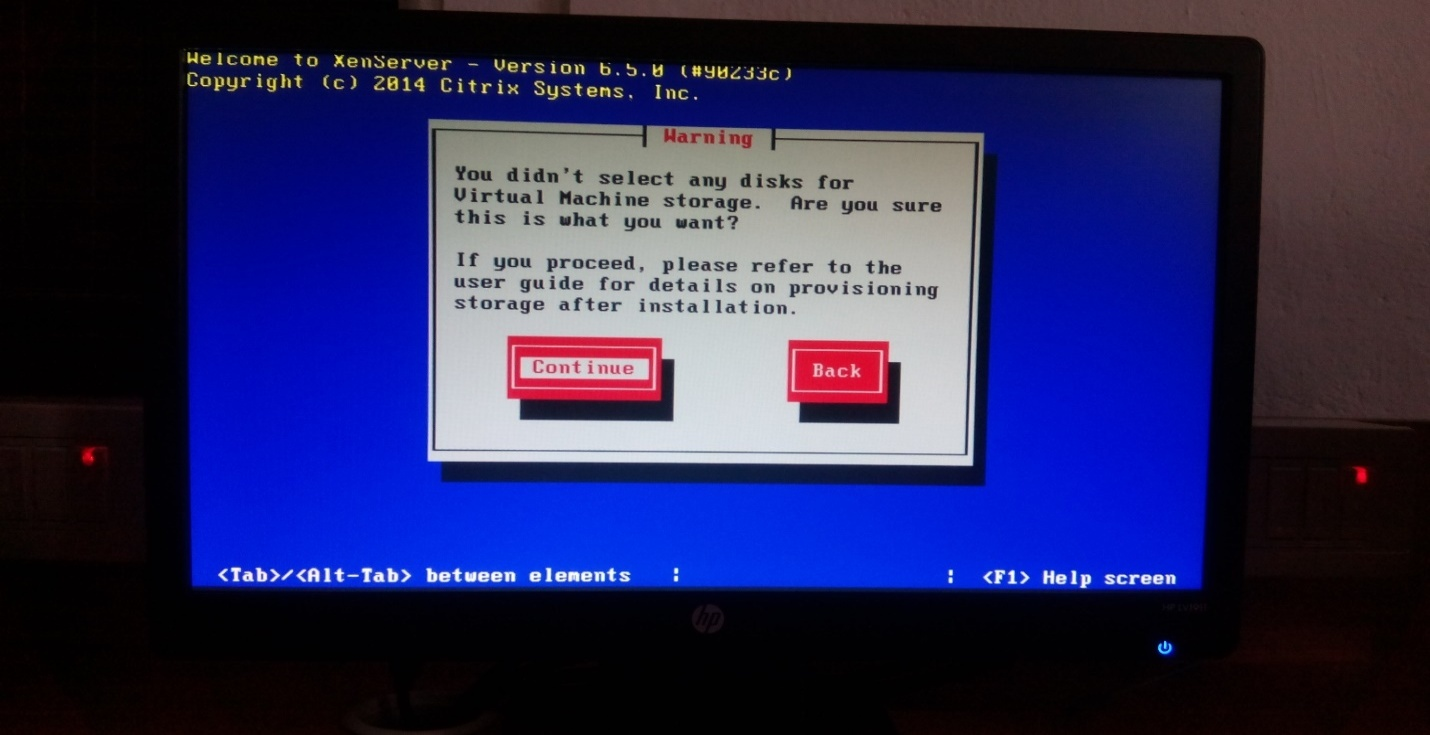 Welcome to XenServer - Version 6.5.0 (#90233c)
Copyright (c) 2014 Citrix Systems, Inc.
Warning
You didn't select any disks for
Virtual Machine storage.  Are you sure
this is what you want?
If you proceed, please refer to the
user guide for details on provisioning
storage after installation.
Continue
Back
<Tab>/<Alt-Tab> between elements   |   | <F1> Help screen
hp